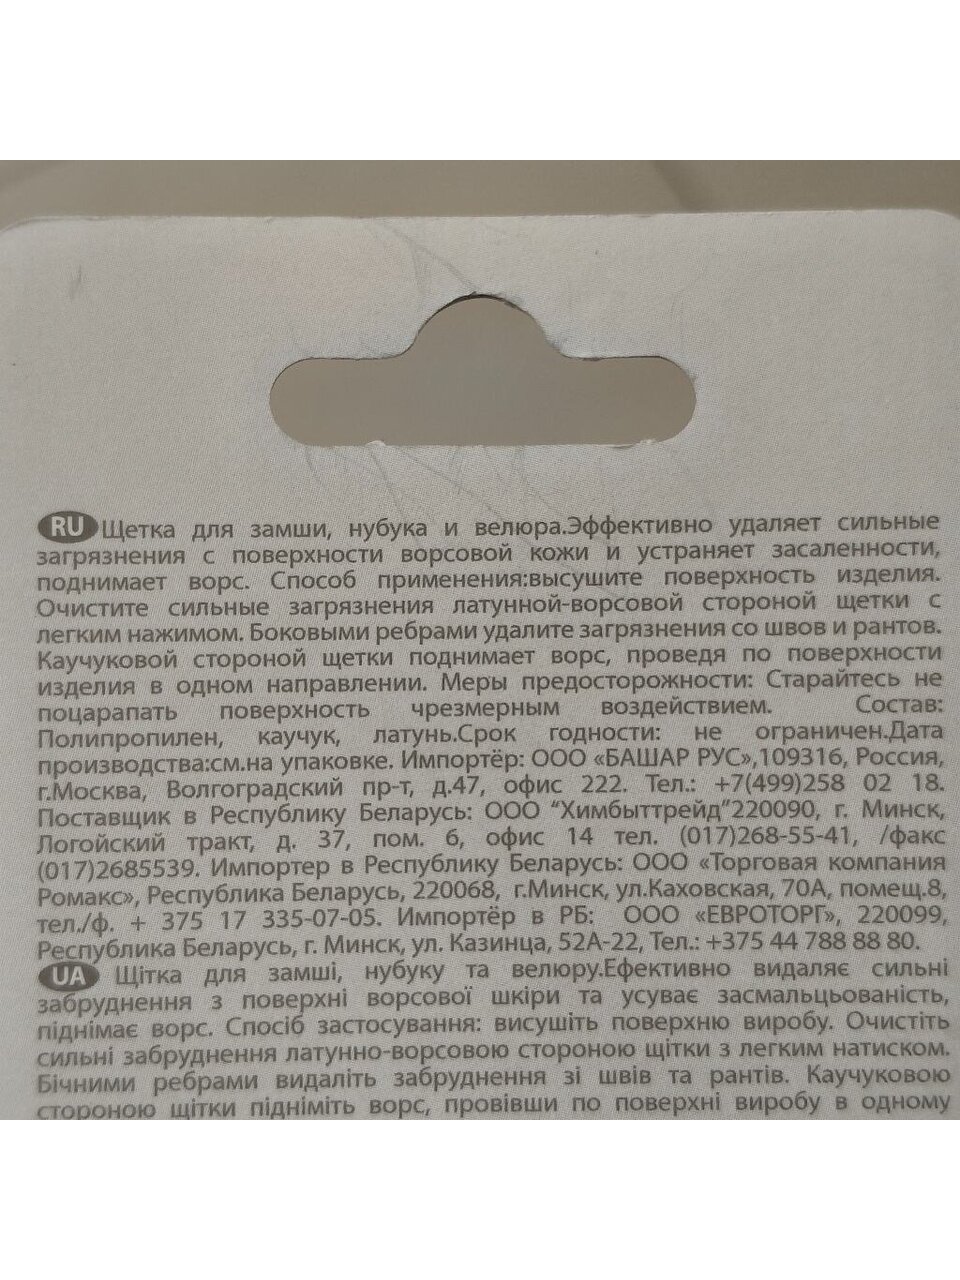 RU Щетка для замши, нубука и велюра.Эффективно удаляет сильные
загрязнения с поверхности ворсовой кожи и устраняет засаленности,
поднимает ворс. Способ применения:высушите поверхность изделия.
Очистите сильные загрязнения латунной-ворсовой стороной щетки с
легким нажимом. Боковыми ребрами удалите загрязнения со швов и рантов.
Каучуковой стороной щетки поднимает ворс, проведя по поверхности
изделия в одном направлении. Меры предосторожности: Старайтесь не
поцарапать поверхность чрезмерным воздействием. Состав:
Полипропилен, каучук, латунь.Срок годности: не ограничен.Дата
производства:см.на упаковке. Импортёр: ООО «БАШАР РУС»,109316, Россия,
г.Москва, Волгоградский пр-т, д.47, офис 222. Тел.: +7(499)258 02 18.
Поставщик в Республику Беларусь: ООО “Химбыттрейд”220090, г. Минск,
Логойский тракт, д. 37, пом. 6, офис 14 тел. (017)268-55-41, /факс
(017)2685539. Импортер в Республику Беларусь: ООО «Торговая компания
Ромакс», Республика Беларусь, 220068, г.Минск, ул.Каховская, 70А, помещ.8,
тел./ф. + 375 17 335-07-05. Импортёр в РБ: ООО «ЕВРОТОРГ», 220099,
Республика Беларусь, г. Минск, ул. Казинца, 52А-22, Тел.: +375 44 788 88 80.
UA Щітка для замші, нубуку та велюру.Ефективно видаляє сильні
забруднення з поверхні ворсової шкіри та усуває засмальцьованість,
піднімає ворс. Спосіб застосування: висушіть поверхню виробу. Очистіть
сильні забруднення латунно-ворсовою стороною щітки з легким натиском.
Бічними ребрами видаліть забруднення зі швів та рантів. Каучуковою
стороною щітки підніміть ворс, провівши по поверхні виробу в одному